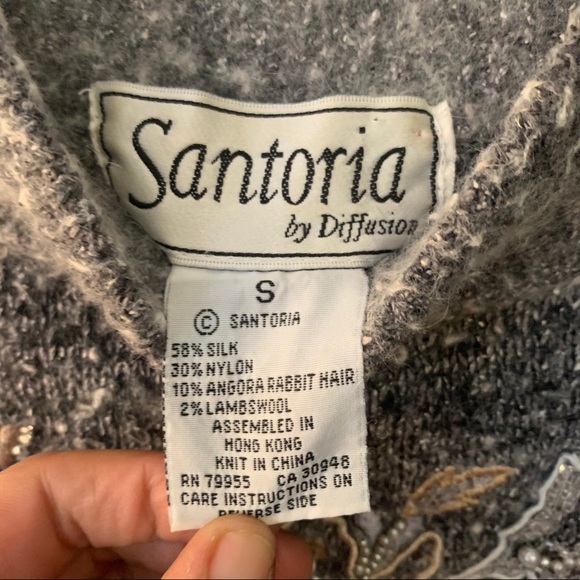 Santoria
by Diffusion
S
© SANTORIA
58% SILK
30% NYLON
10% ANGORA RABBIT HAIR
2% LAMBSWOOL
ASSEMBLED IN
HONG KONG
KNIT IN CHINA
RN 79955 CA 30948
CARE INSTRUCTIONS ON
REVERSE SIDE